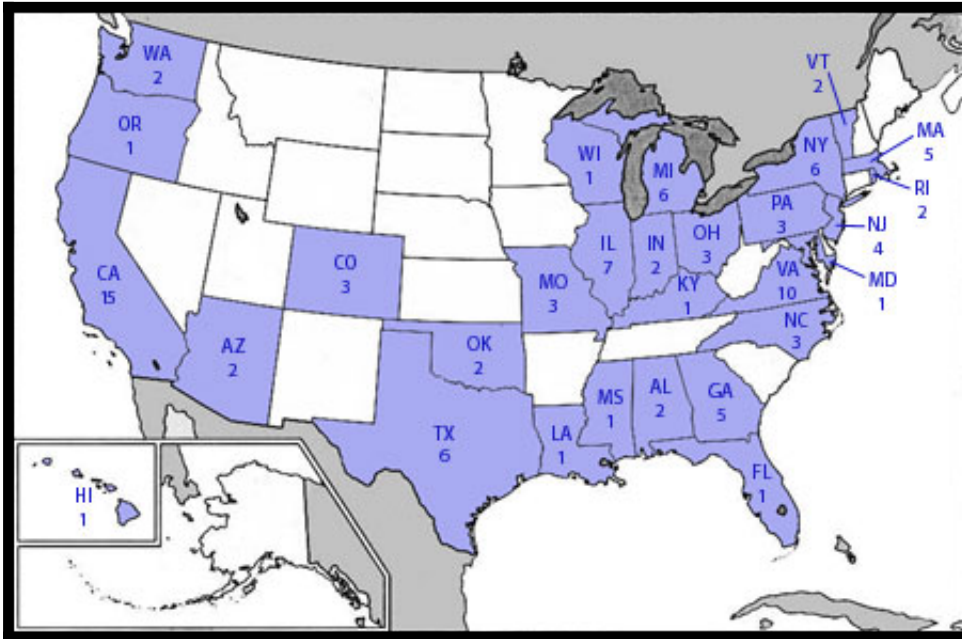 WA
2
OR
1
CA
15
AZ
2
CO
3
TX
6
OK
2
MO
3
LA
1
MS
1
AL
2
GA
5
FL
1
WI
1
IL
7
MI
6
IN
2
OH
3
KY
1
VA
10
NC
3
PA
3
NY
6
VT
2
MA
5
RI
2
NJ
4
MD
1
HI
1